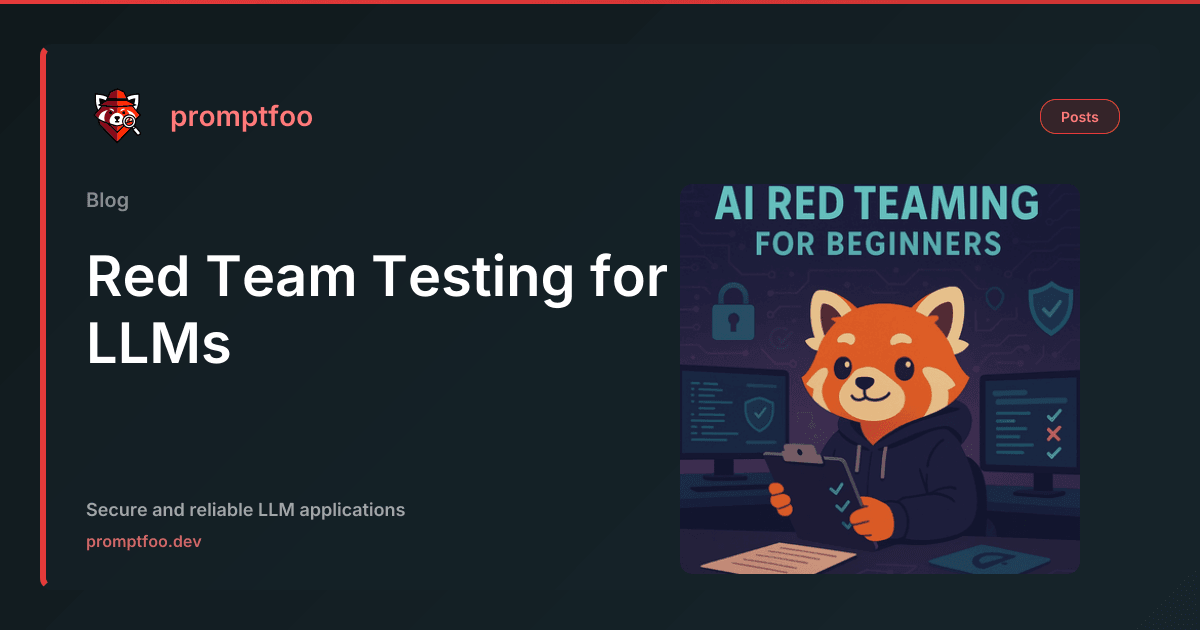 promptfoo
Posts
Blog
Red Team Testing for
LLMs
AI RED TEAMING
FOR BEGINNERS
Secure and reliable LLM applications
promptfoo.dev